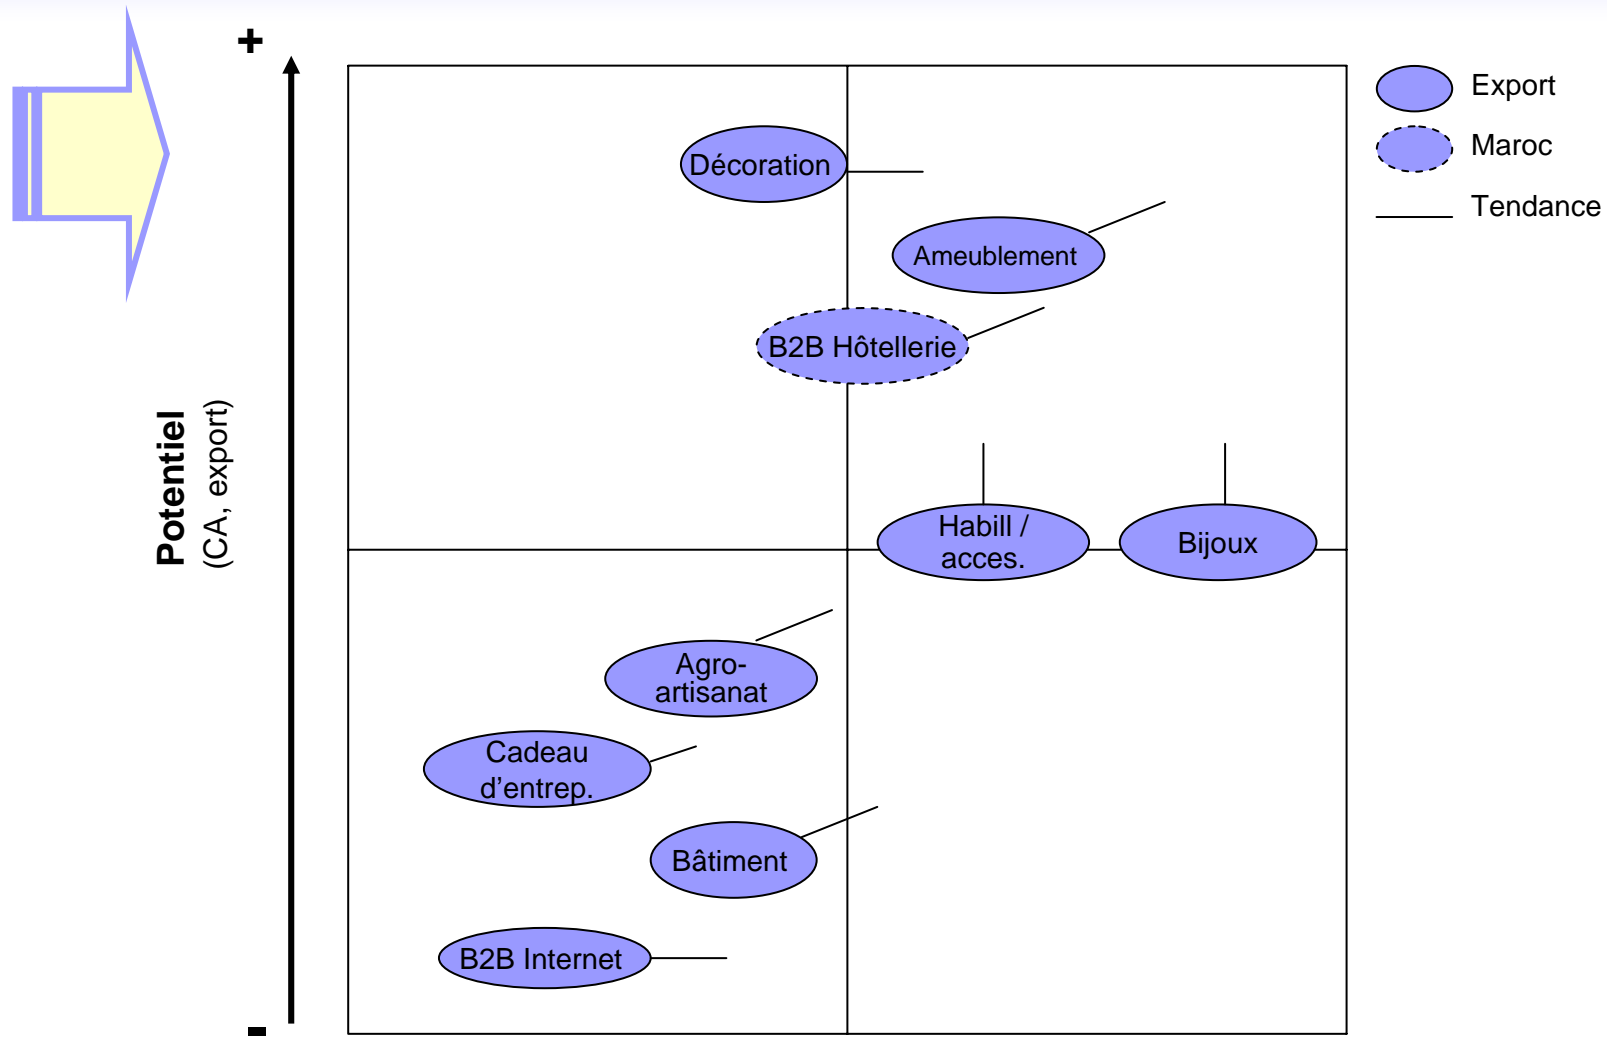 +
Export
Maroc
Tendance
Décoration
Ameublement
B2B Hôtellerie
Potentiel
(CA, export)
Habill /
acces.
Bijoux
Agro-
artisanat
Cadeau
d’entrep.
Bâtiment
B2B Internet
-